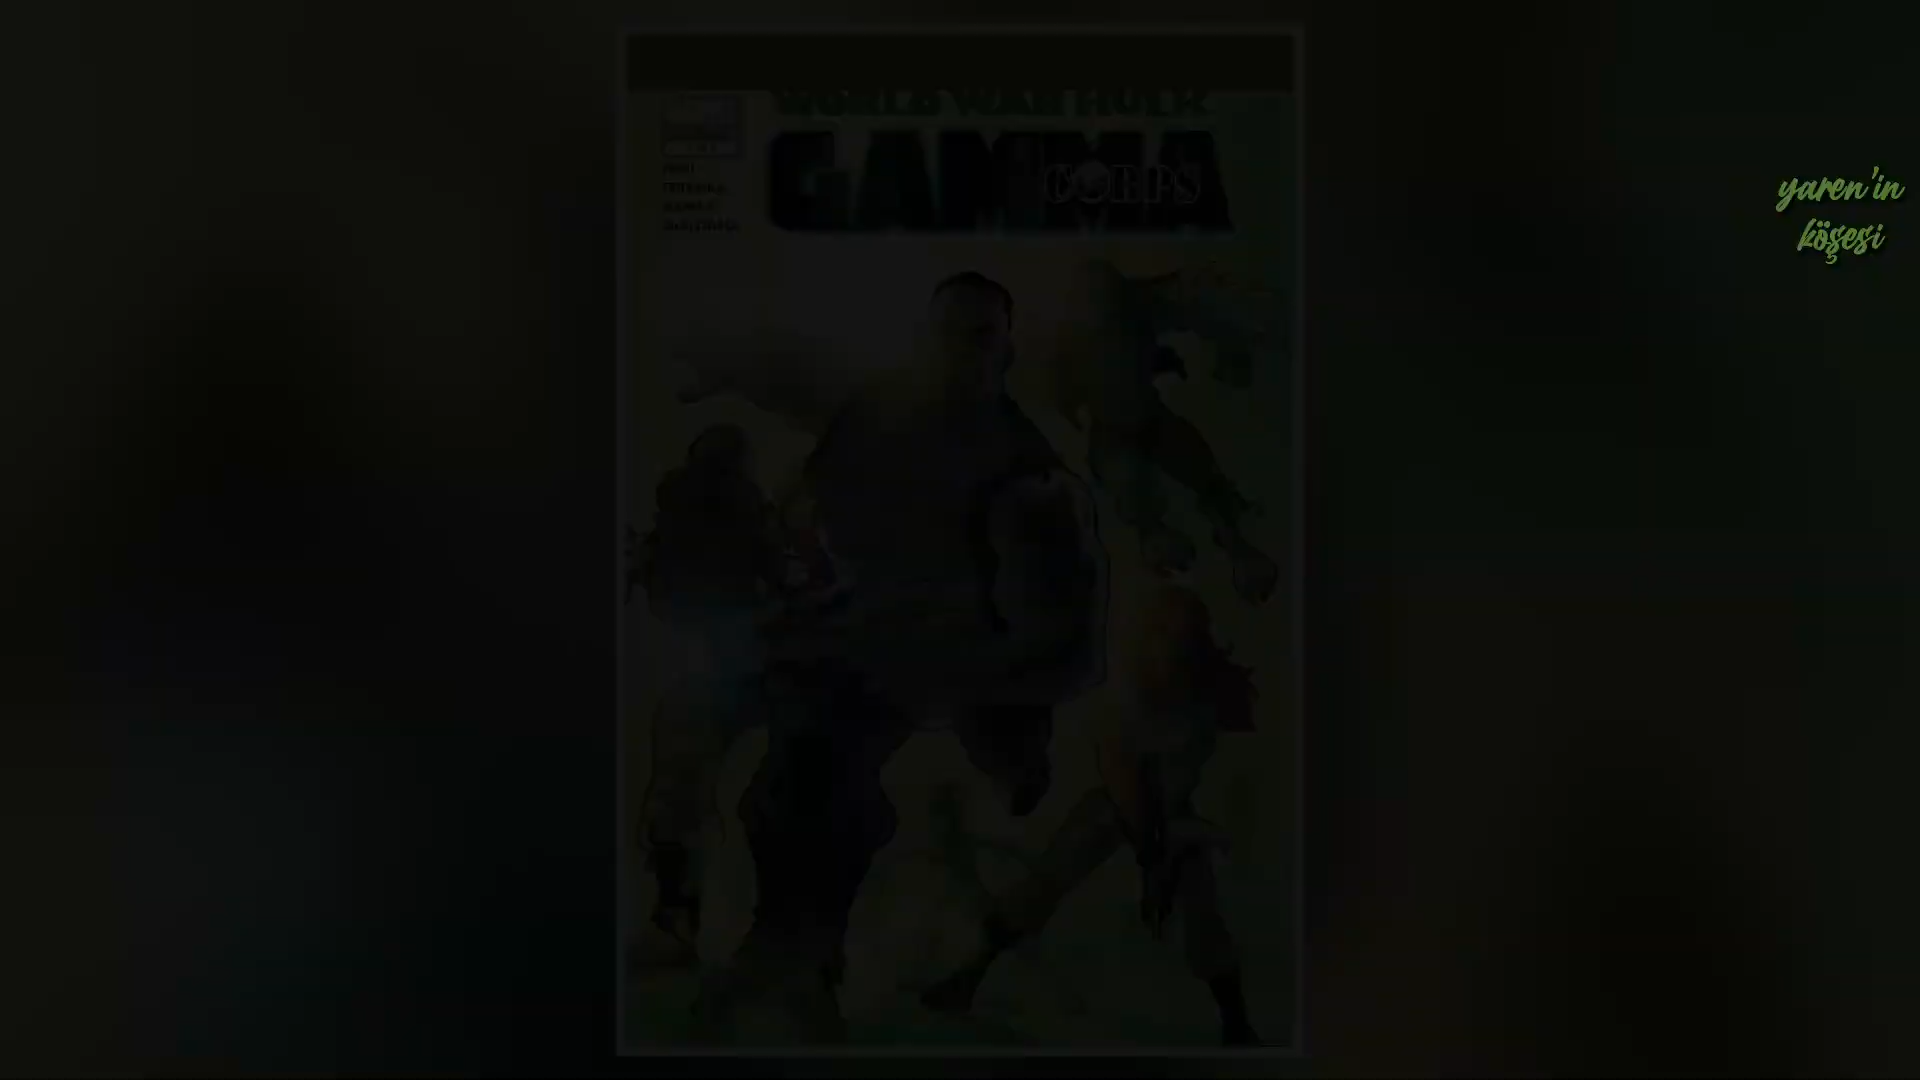 WORLD WAR HULK
GAMMA
CORPS
yaren'in
köşesi